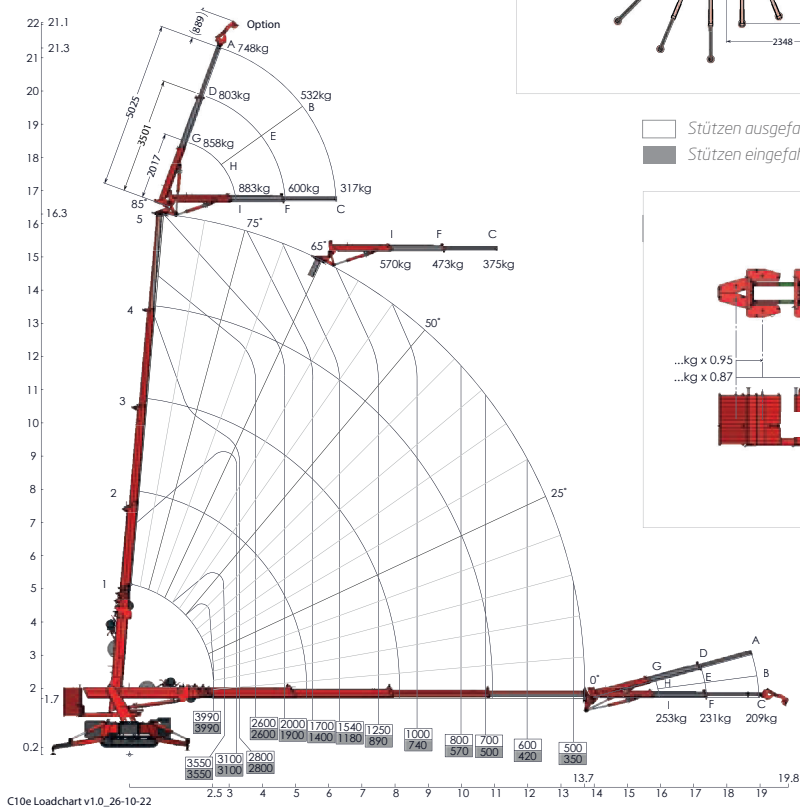 22
21.1
21.3
21
20
19
18
17
16.3
16
15
14
13
12
11
10
9
8
7
6
5
4
3
2
1.7
0.2
(889)
Option
5025
3501
2017
A 748kg
D 803kg
G 858kg
532kg
B
E
H
883kg 600kg 317kg
I F C
85°
5
75°
65°
I F C
570kg 473kg 375kg
4
50°
3
2
25°
1
0°
A
D
G
B
E
H
I F C
253kg 231kg 209kg
3990
3990
3550
3550
3100
3100
2800
2800
2600
2600
2000
1900
1700
1400
1540
1180
1250
890
1000
740
800
570
700
500
600
420
500
350
13.7 19.8
2.5 3 4 5 6 7 8 9 10 11 12 13 14 15 16 17 18 19
2348
Stützen ausgefa
Stützen eingefal
...kg x 0.95
...kg x 0.87
C10e Loadchart v1.0_26-10-22